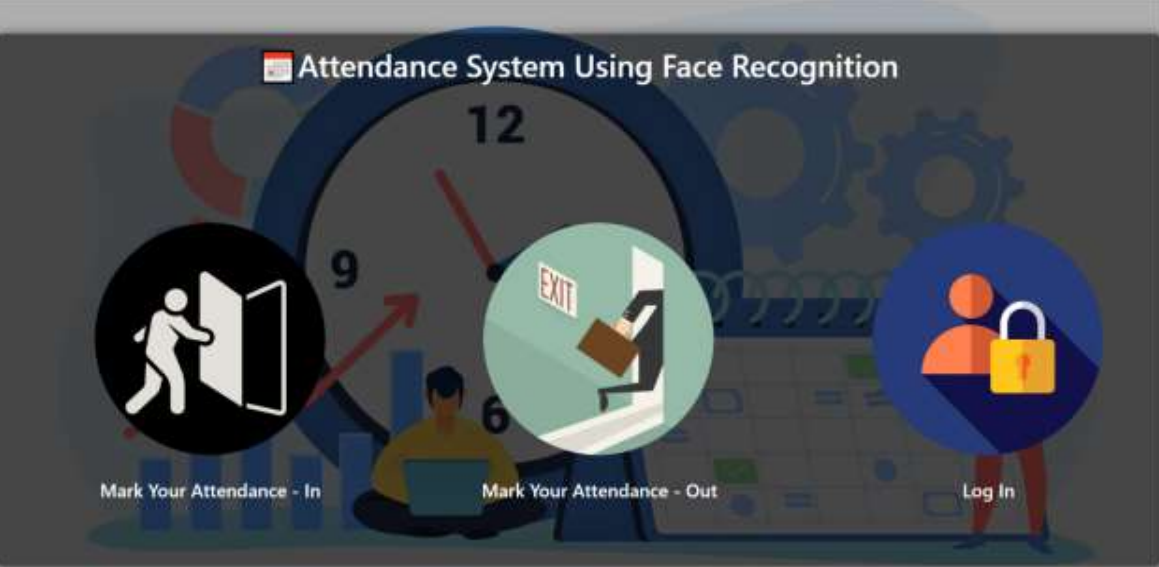 Attendance System Using Face Recognition
12
9
EXIT
6
Mark Your Attendance - In
Mark Your Attendance - Out
Log In